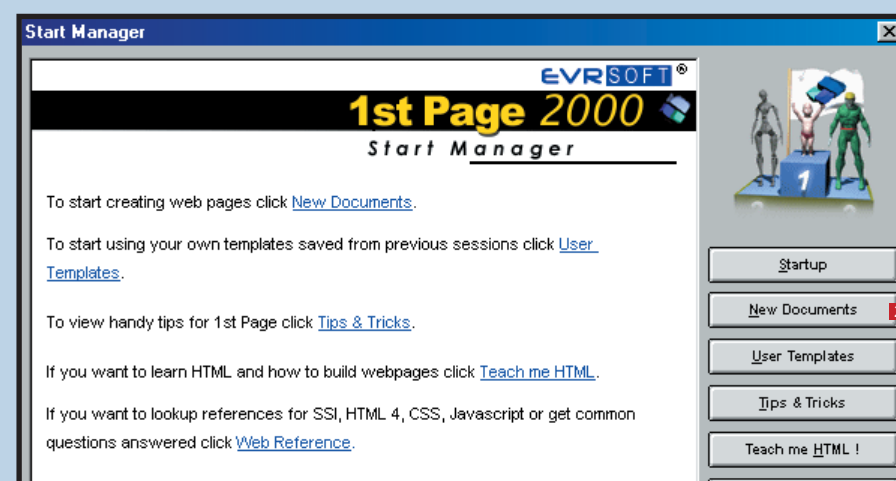 Start Manager
EVRSOFT®
1st Page 2000
Start Manager
1
To start creating web pages click New Documents.
To start using your own templates saved from previous sessions click User
Templates.
To view handy tips for 1st Page click Tips & Tricks.
If you want to learn HTML and how to build webpages click Teach me HTML.
If you want to lookup references for SSI, HTML 4, CSS, Javascript or get common
questions answered click Web Reference.
Startup
New Documents
User Templates
Tips & Tricks
Teach me HTML !